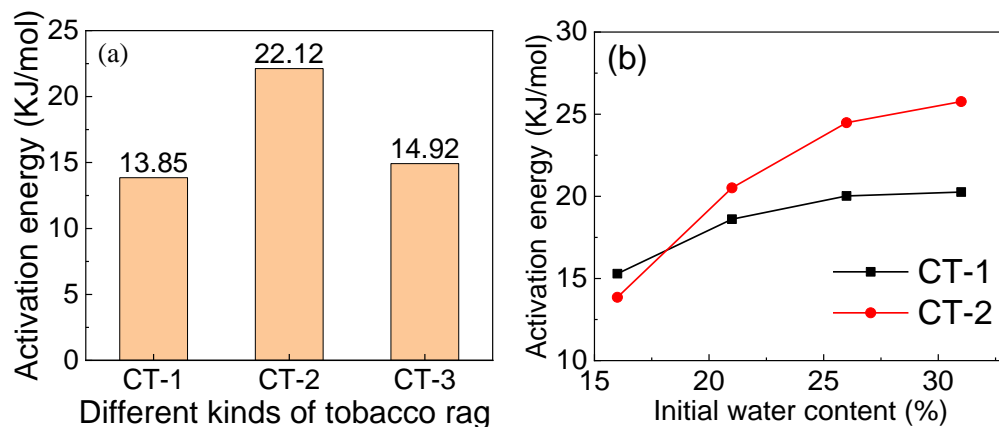 (a)
Activation energy (KJ/mol)
25
20
15
10
5
0
13.85
22.12
14.92
CT-1 CT-2 CT-3
Different kinds of tobacco rag
(b)
Activation energy (KJ/mol)
30
25
20
15
10
CT-1
CT-2
15 20 25 30
Initial water content (%)